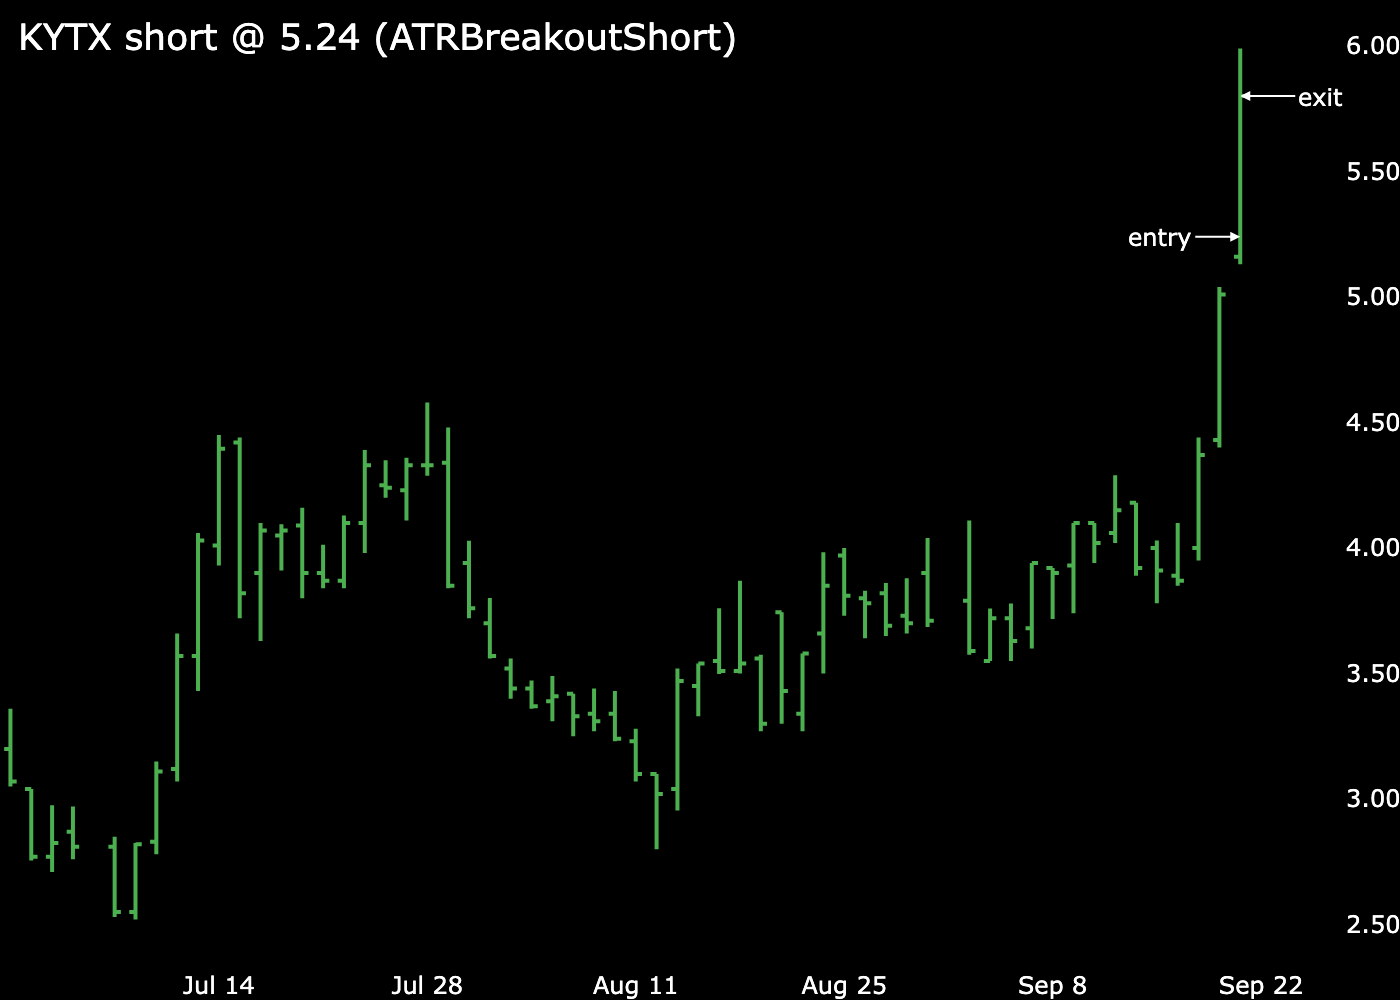 KYTX short @ 5.24 (ATRBreakoutShort)
6.00
exit
5.50
entry
5.00
4.50
4.00
3.50
3.00
2.50
Jul 14
Jul 28
Aug 11
Aug 25
Sep 8
Sep 22